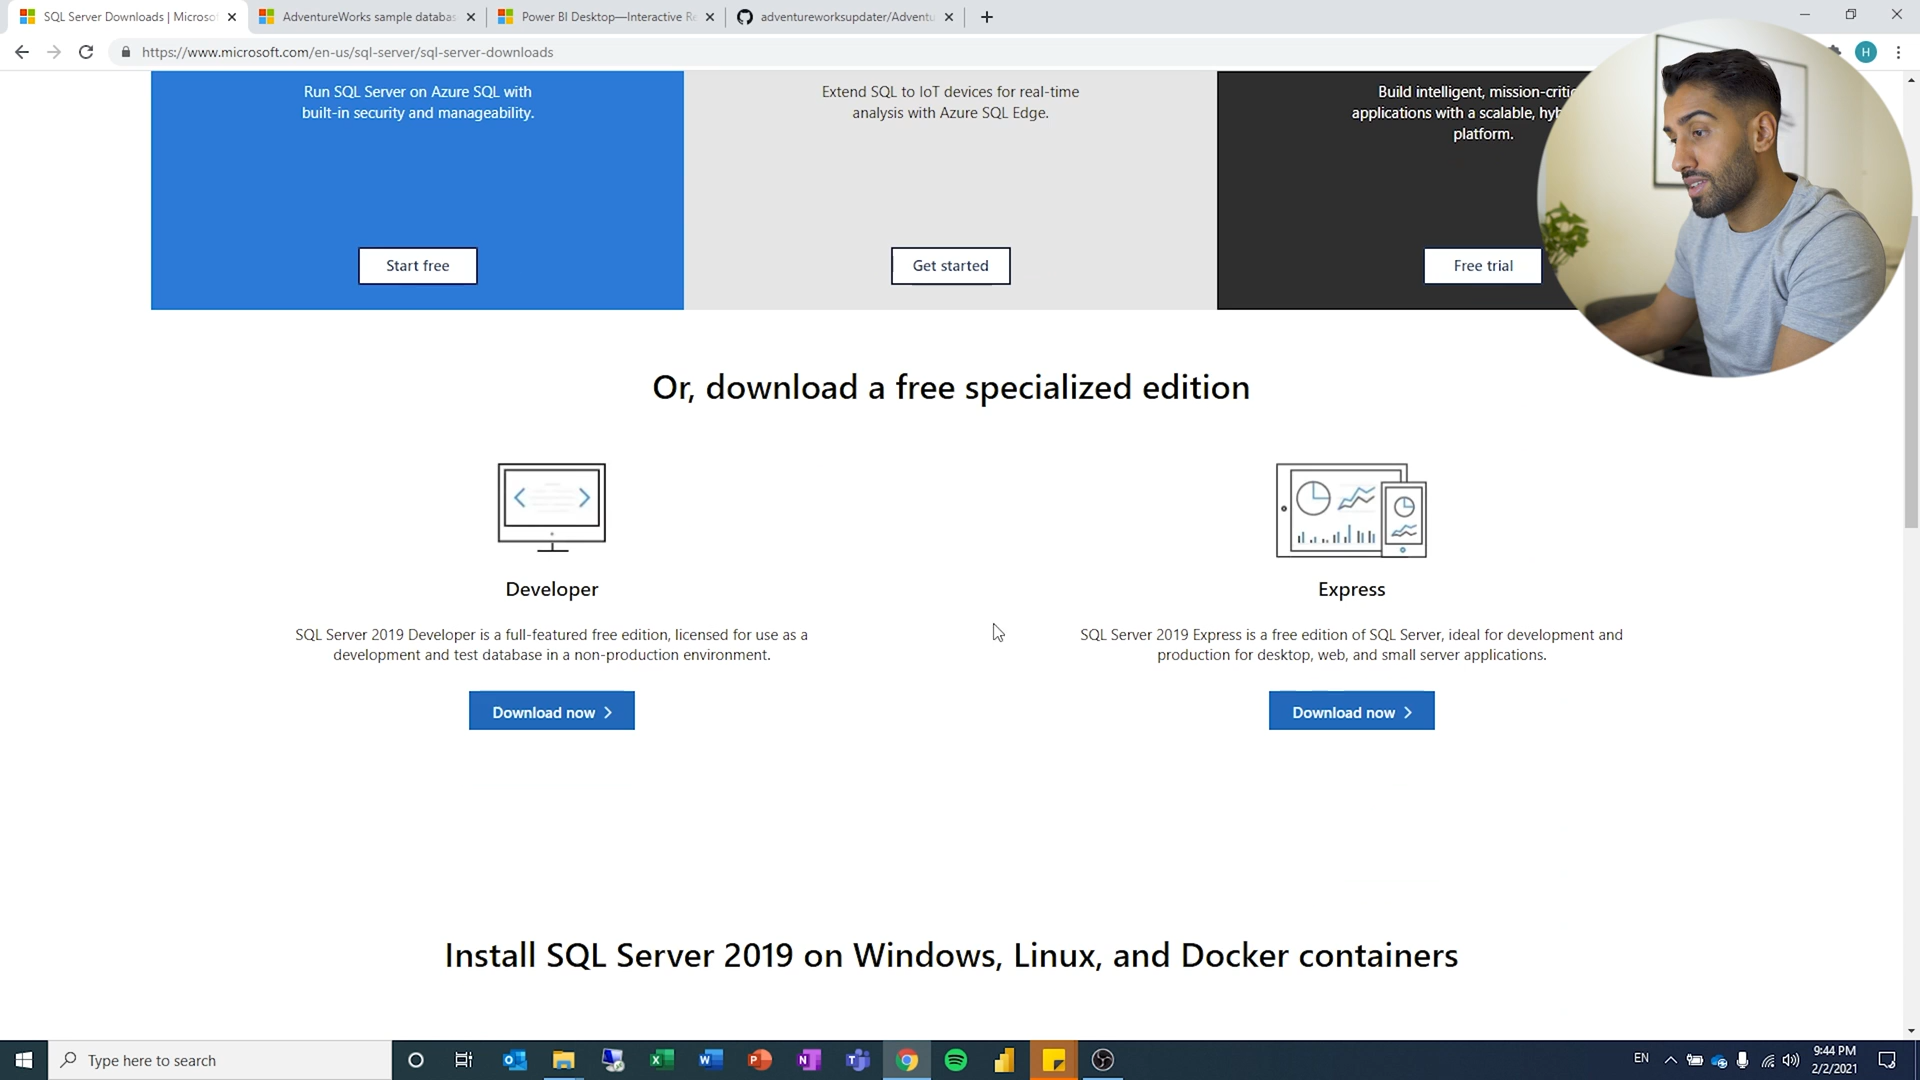 SQL Server Downloads | Microso
AdventureWorks sample databas
Power BI Desktop—Interactive Re
adventureworksupdater/Adventu
https://www.microsoft.com/en-us/sql-server/sql-server-downloads
H
Run SQL Server on Azure SQL with
built-in security and manageability.
Start free
Extend SQL to IoT devices for real-time
analysis with Azure SQL Edge.
Get started
Build intelligent, mission-critic
applications with a scalable, hyb
platform.
Free trial
Or, download a free specialized edition
Developer
SQL Server 2019 Developer is a full-featured free edition, licensed for use as a
development and test database in a non-production environment.
Download now
Express
SQL Server 2019 Express is a free edition of SQL Server, ideal for development and
production for desktop, web, and small server applications.
Download now
Install SQL Server 2019 on Windows, Linux, and Docker containers
Type here to search
EN
9:44 PM
2/2/2021